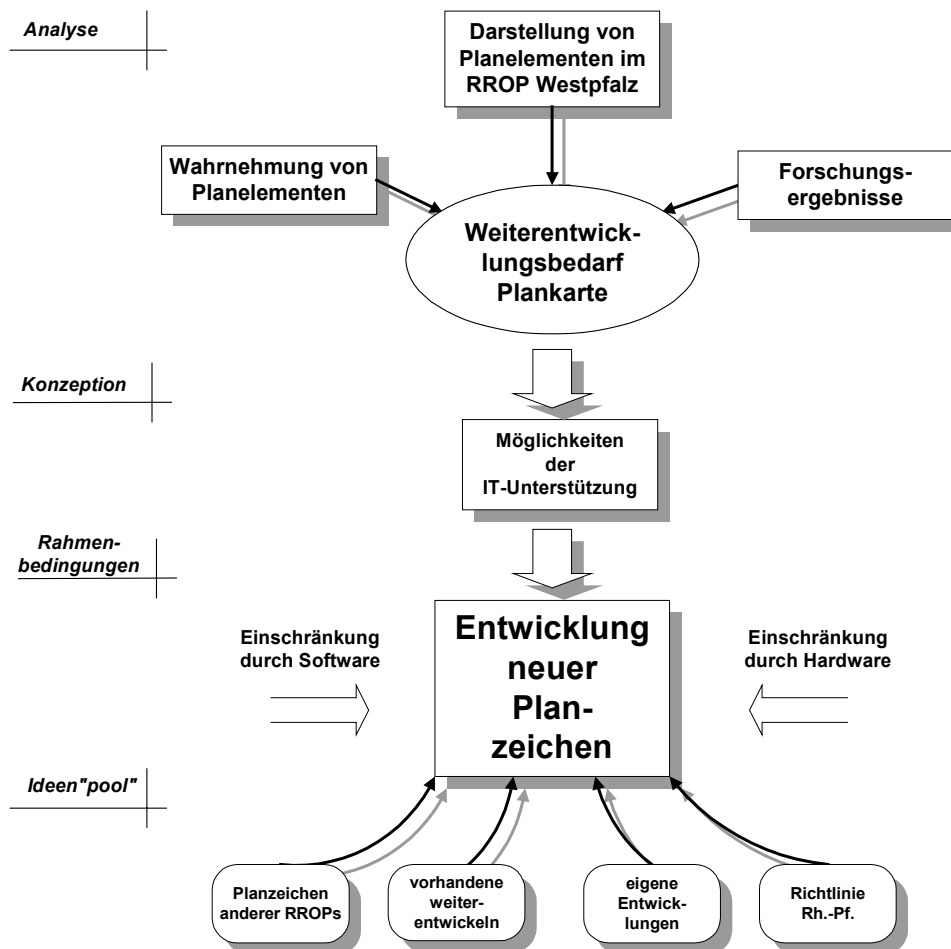 Analyse
Darstellung von
Planelementen im
RROP Westpfalz
Wahrnehmung von
Planelementen
Forschungs-
ergebnisse
Weiterentwick-
lungsbedarf
Plankarte
Konzeption
Möglichkeiten
der
IT-Unterstützung
Rahmen-
bedingungen
Einschränkung
durch Software
Entwicklung
neuer
Plan-
zeichen
Einschränkung
durch Hardware
Ideen"pool"
Planzeichen
anderer RROPs
vorhandene
weiter-
entwickeln
eigene
Entwick-
lungen
Richtlinie
Rh.-Pf.